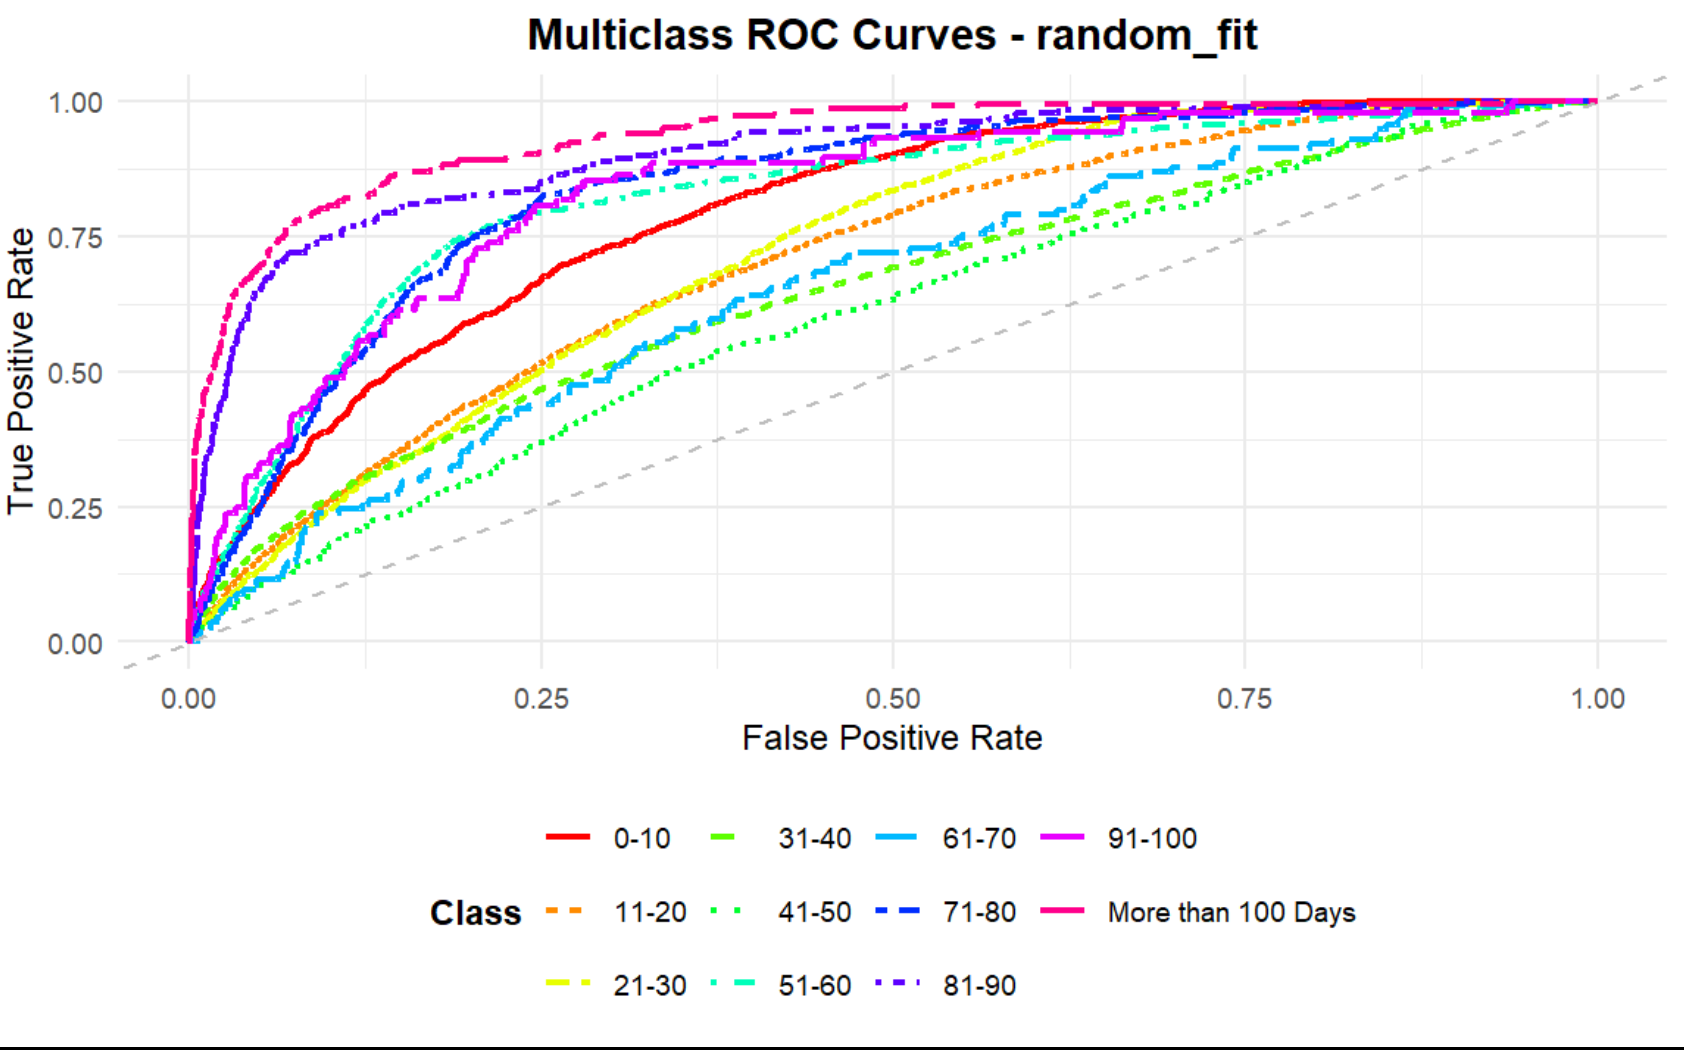 Multiclass ROC Curves - random_fit
1.00
0.75
0.50
0.25
0.00
True Positive Rate
0.00 0.25 0.50 0.75 1.00
False Positive Rate
Class
0-10 31-40 61-70 91-100
11-20 41-50 71-80 More than 100 Days
21-30 51-60 81-90